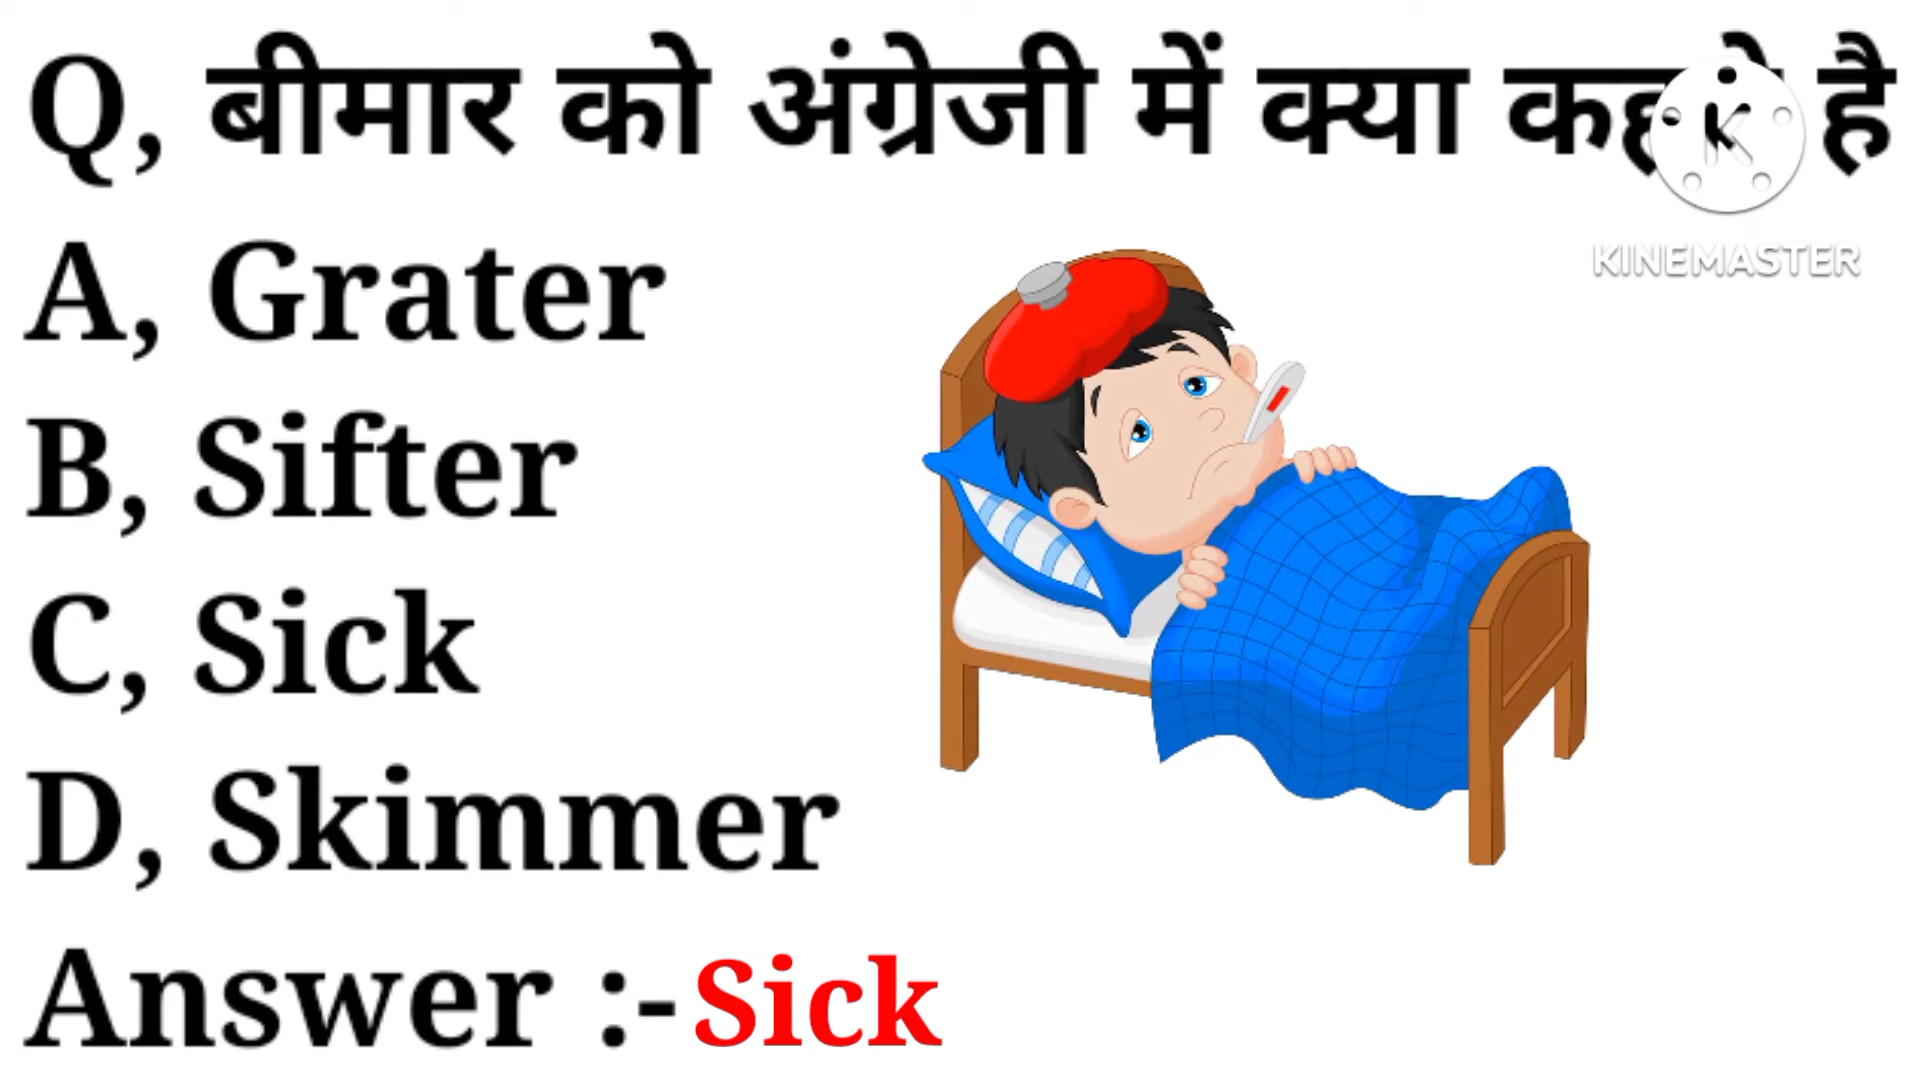 Q, बीमार को अंग्रेजी में क्या है
A, Grater
B, Sifter
C, Sick
D, Skimmer
Answer :- Sick
K
KINEMASTER